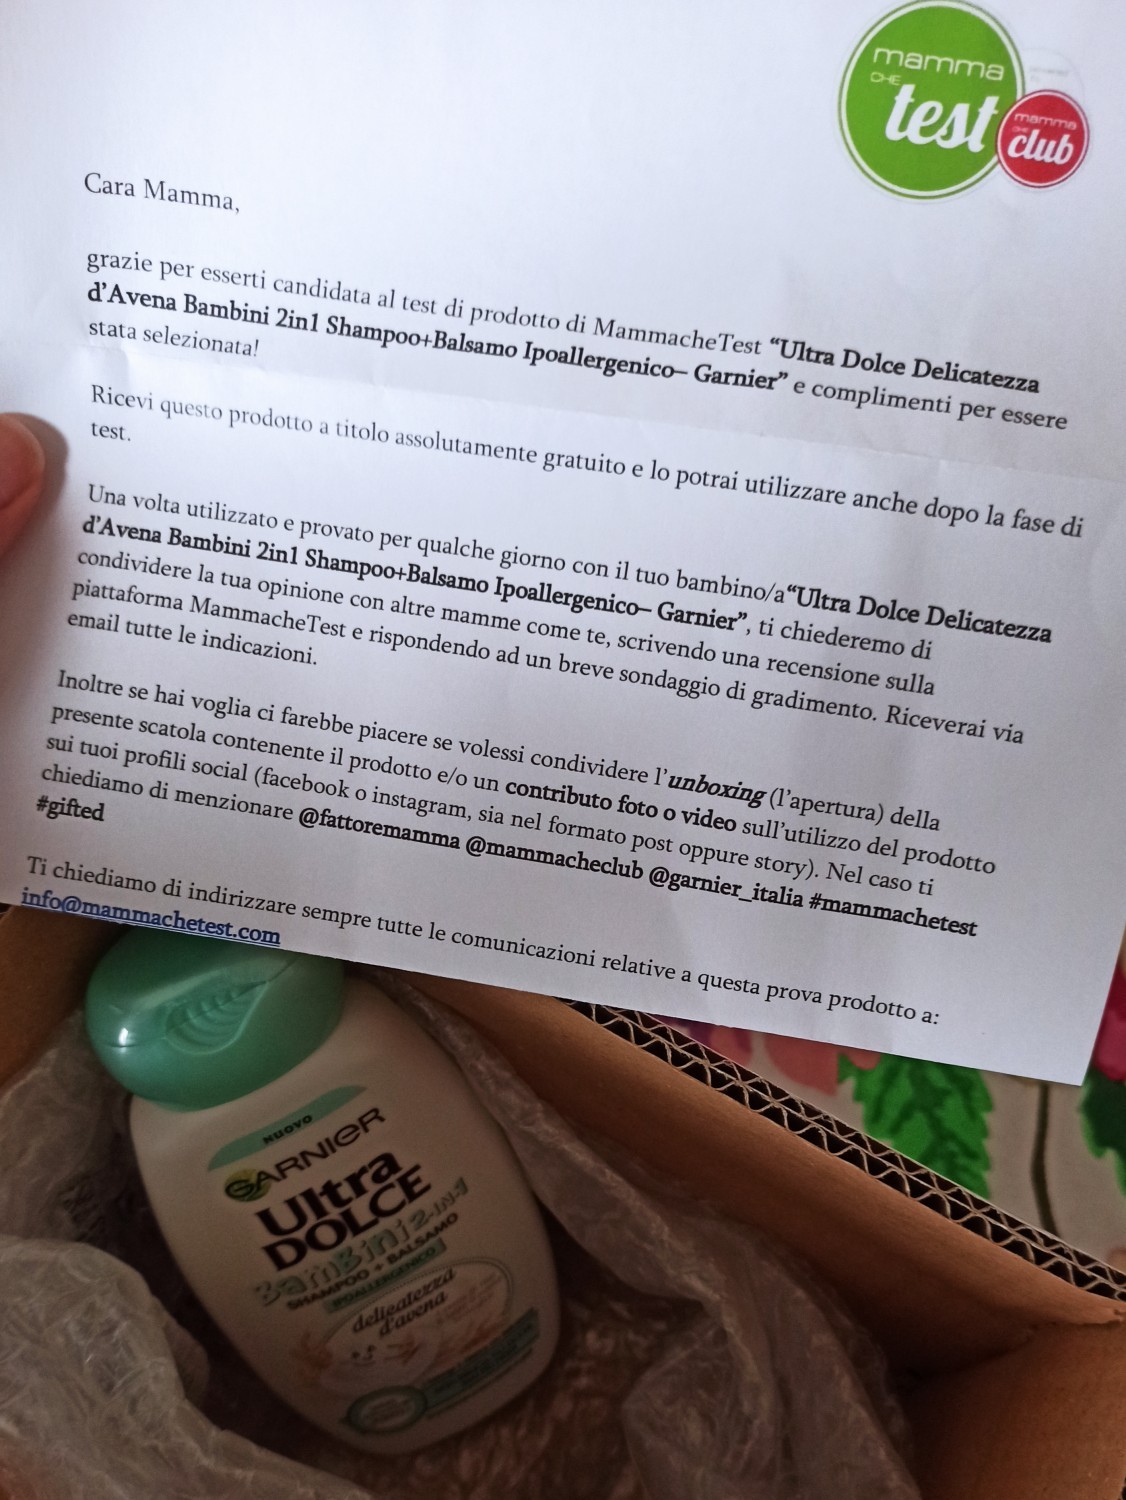 mamma
CHE
test
mamma
CHE
club
Cara Mamma,
grazie per esserti candidata al test di prodotto di MammacheTest “Ultra Dolce Delicatezza
d’Avena Bambini 2in1 Shampoo+Balsamo Ipoallergenico– Garnier” e complimenti per essere
stata selezionata!
Ricevi questo prodotto a titolo assolutamente gratuito e lo potrai utilizzare anche dopo la fase di
test.
Una volta utilizzato e provato per qualche giorno con il tuo bambino/a“Ultra Dolce Delicatezza
d’Avena Bambini 2in1 Shampoo+Balsamo Ipoallergenico– Garnier”, ti chiederemo di
condividere la tua opinione con altre mamme come te, scrivendo una recensione sulla
piattaforma MammacheTest e rispondendo ad un breve sondaggio di gradimento. Riceverai via
email tutte le indicazioni.
Inoltre se hai voglia ci farebbe piacere se volessi condividere l’unboxing (l’apertura) della
presente scatola contenente il prodotto e/o un contributo foto o video sull’utilizzo del prodotto
sui tuoi profili social (facebook o instagram, sia nel formato post oppure story). Nel caso ti
chiediamo di menzionare @fattoremamma @mammacheclub @garnier_italia #mammachetest
#gifted
Ti chiediamo di indirizzare sempre tutte le comunicazioni relative a questa prova prodotto a:
info@mammachetest.com
NUOVO
GARNIER
Ultra
DOLCE
Bambini 2-IN-1
SHAMPOO + BALSAMO
IPOALLERGENICO
delicatezza
d'avena